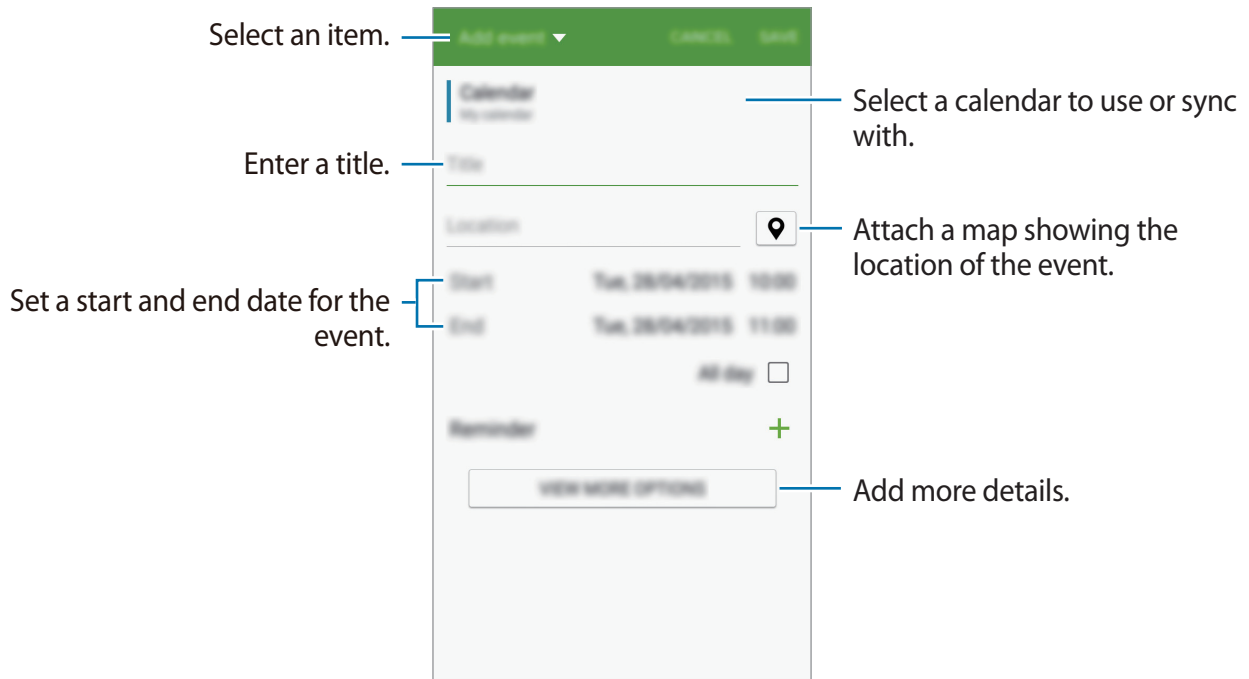 Select an item.
Add event CANCEL SAVE
Calendar
My calendar
Select a calendar to use or sync
with.
Enter a title.
Title
Location
Attach a map showing the
location of the event.
Set a start and end date for the
event.
Start Tue, 28/04/2015 10:00
End Tue, 28/04/2015 11:00
All day
Reminder
VIEW MORE OPTIONS
Add more details.